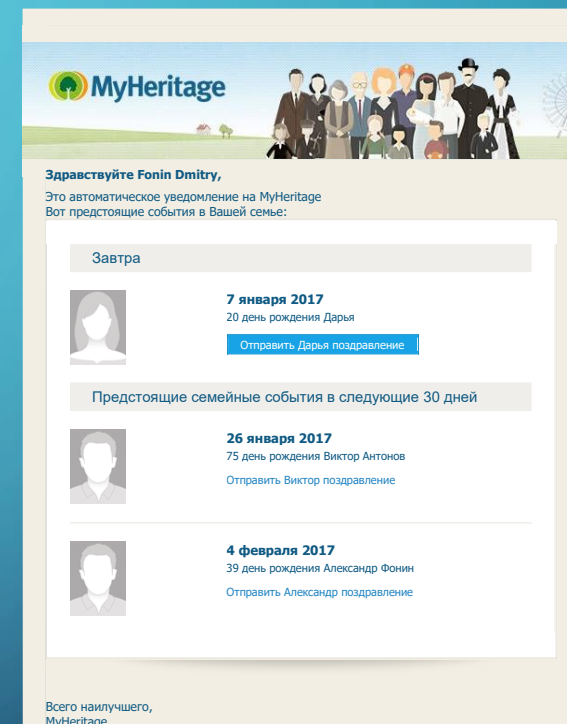 MyHeritage
Здравствуйте Fonin Dmitry,
Это автоматическое уведомление на MyHeritage
Вот предстоящие события в Вашей семье:
Завтра
7 января 2017
20 день рождения Дарья
Отправить Дарья поздравление
Предстоящие семейные события в следующие 30 дней
26 января 2017
75 день рождения Виктор Антонов
Отправить Виктор поздравление
4 февраля 2017
39 день рождения Александр Фонин
Отправить Александр поздравление
Всего наилучшего,
MyHeritage